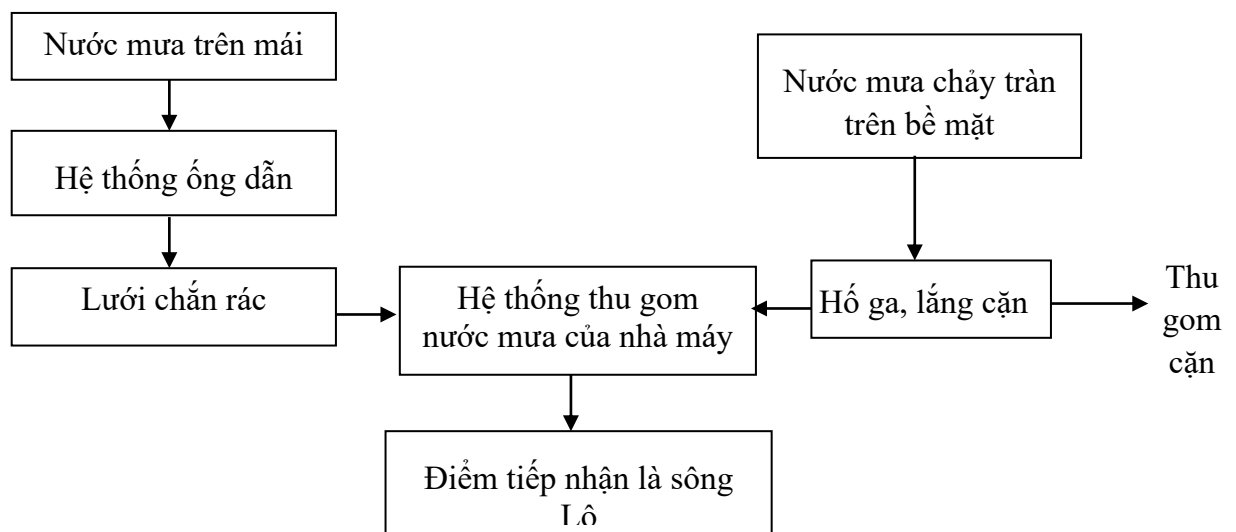 Nước mưa trên mái
Nước mưa chảy tràn
trên bề mặt
Hệ thống ống dẫn
Lưới chắn rác
Hệ thống thu gom
nước mưa của nhà máy
Hố ga, lắng cặn
Thu
gom
cặn
Điểm tiếp nhận là sông
Lô